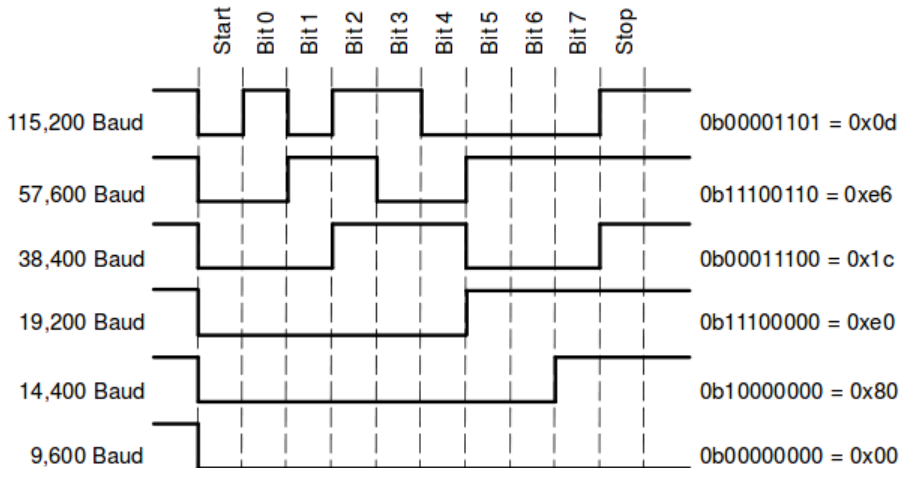 Start Bit 0 Bit 1 Bit 2 Bit 3 Bit 4 Bit 5 Bit 6 Bit 7 Stop
115,200 Baud 0b00001101 = 0x0d
57,600 Baud 0b11100110 = 0xe6
38,400 Baud 0b00011100 = 0x1c
19,200 Baud 0b11100000 = 0xe0
14,400 Baud 0b10000000 = 0x80
9,600 Baud 0b00000000 = 0x00